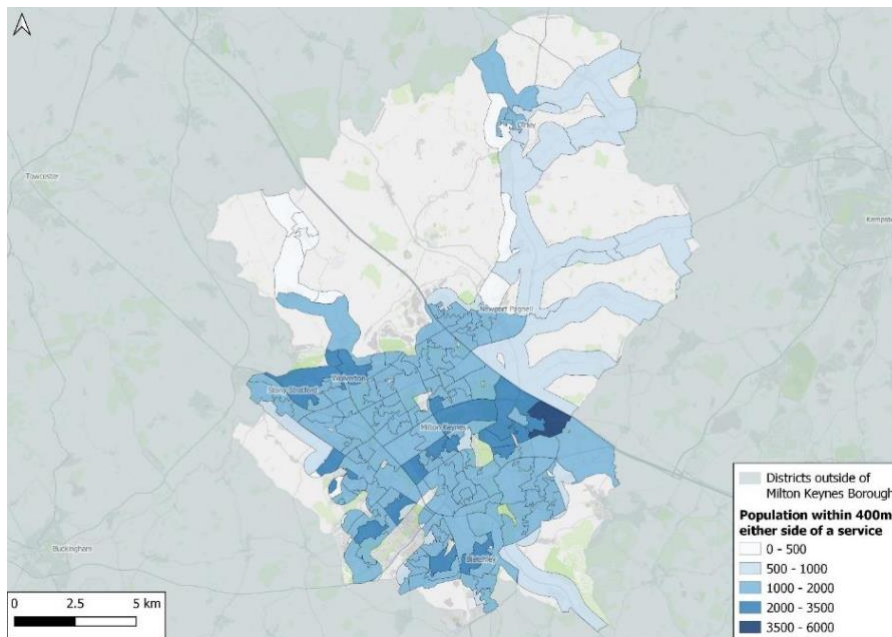 Olney
Towcester
Kempst
Newport Pagnell
Wolverton
Stony Stratford
Milton Keynes
Buckingham
Bletchley
Districts outside of
Milton Keynes Borough
Population within 400m
either side of a service
0 - 500
500 - 1000
1000 - 2000
2000 - 3500
3500 - 6000
0 2.5 5 km